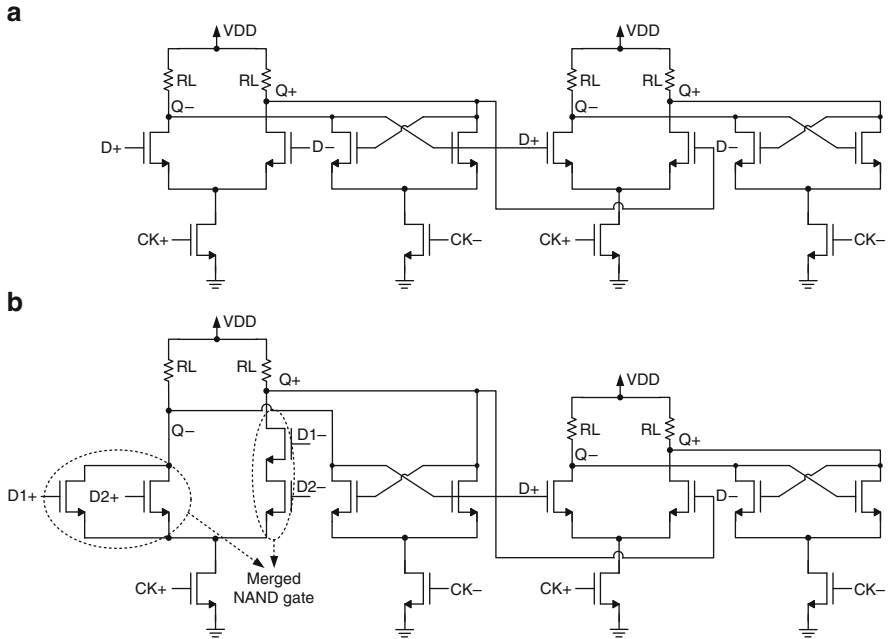 a
VDD VDD
RL RL RL RL
Q+ Q+
Q− Q−
D+ D− D+ D−
CK+ CK− CK+ CK−
b
VDD
RL RL
Q+
VDD
RL RL
Q− D1− Q− Q+
D1+ D2+ D2− D+ D−
CK+ Merged CK− CK+ CK−
NAND gate